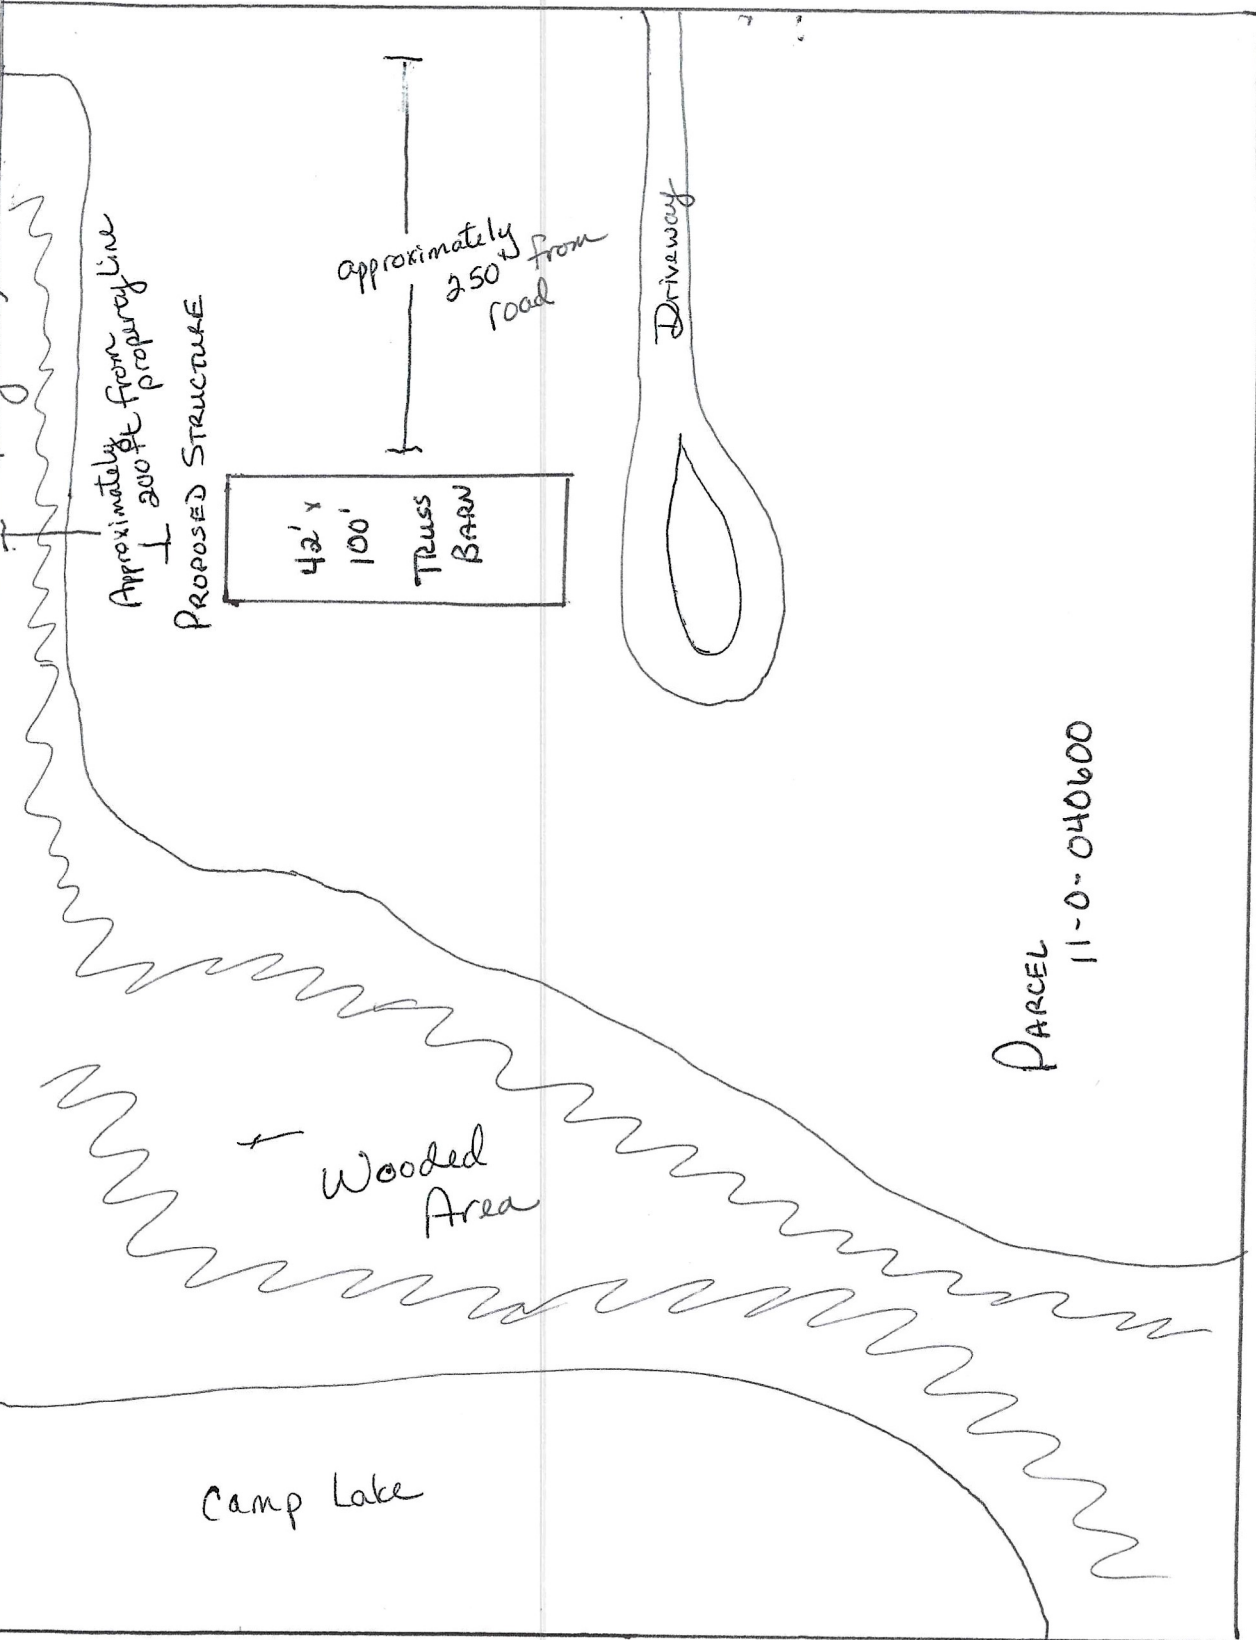 Approximately
200 ft from
property line
PROPOSED STRUCTURE
42' x
100'
TRUSS
BARN
approximately
250' from
road
Driveway
PARCEL
11-0-040600
Wooded
Area
Camp Lake